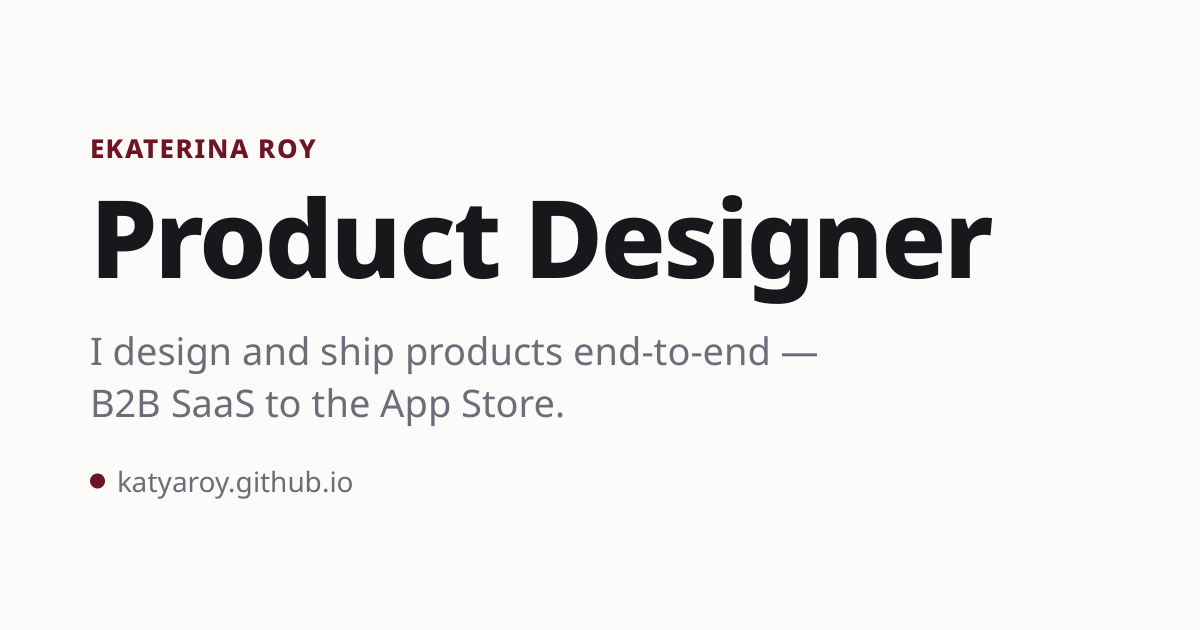 EKATERINA ROY
Product Designer
I design and ship products end-to-end —
B2B SaaS to the App Store.
katyaroy.github.io